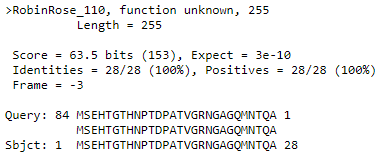 >RobinRose_110, function unknown, 255
Length = 255
Score = 63.5 bits (153), Expect = 3e-10
Identities = 28/28 (100%), Positives = 28/28 (100%)
Frame = -3
Query: 84 MSEHTGTHNPTDPATVGRNGAGQMNTQA 1
MSEHTGTHNPTDPATVGRNGAGQMNTQA
Sbjct: 1 MSEHTGTHNPTDPATVGRNGAGQMNTQA 28